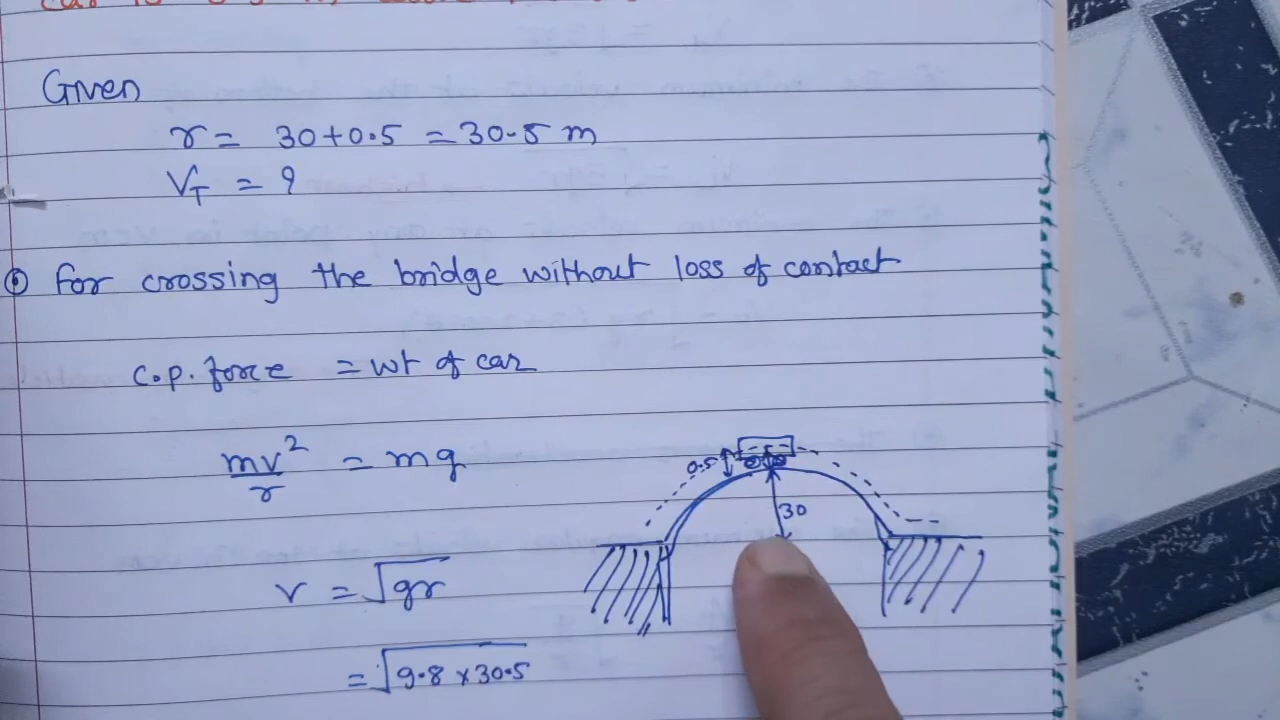 Given
r = 30+0.5 = 30.5 m
V_T = ?
for crossing the bridge without loss of contact
c.p. force = wt of car
mv²/r = mg
0.5
30
v = √gr
= √9.8 × 30.5